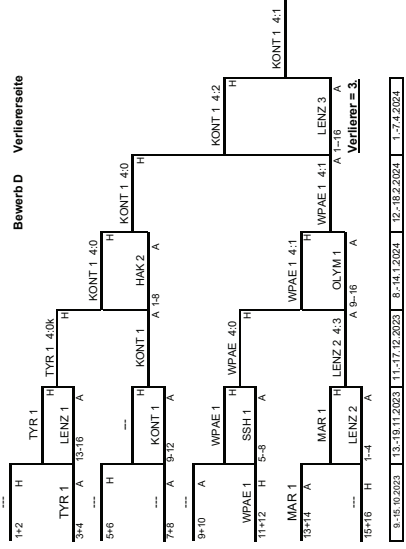 Bewerb D Verliererseite
---
1+2 H
TYR 1
TYR 1
3+4 A
H
LENZ 1
13-16 A
TYR 1 4:0k
H
---
5+6 H
---
7+8 A
---
H
KONT 1
9-12 A
KONT 1
A 1-8
KONT 1 4:0
H
HAK 2
A
KONT 1 4:0
H
---
9+10 A
WPAE 1
11+12 H
WPAE 1
H
SSH 1
5--8 A
WPAE 4:0
H
MAR 1
13+14 A
---
15+16 H
MAR 1
H
LENZ 2
1--4 A
LENZ 2 4:3
A 9--16
WPAE 1 4:1
H
OLYM 1
A
WPAE 1 4:1
A 1--16
KONT 1 4:2
H
LENZ 3
A
KONT 1 4:1
Verlierer = 3.
9.-15.10.2023 13.-19.11.2023 11.-17.12.2023 8.-14.1.2024 12.-18.2.2024 1.-7.4.2024